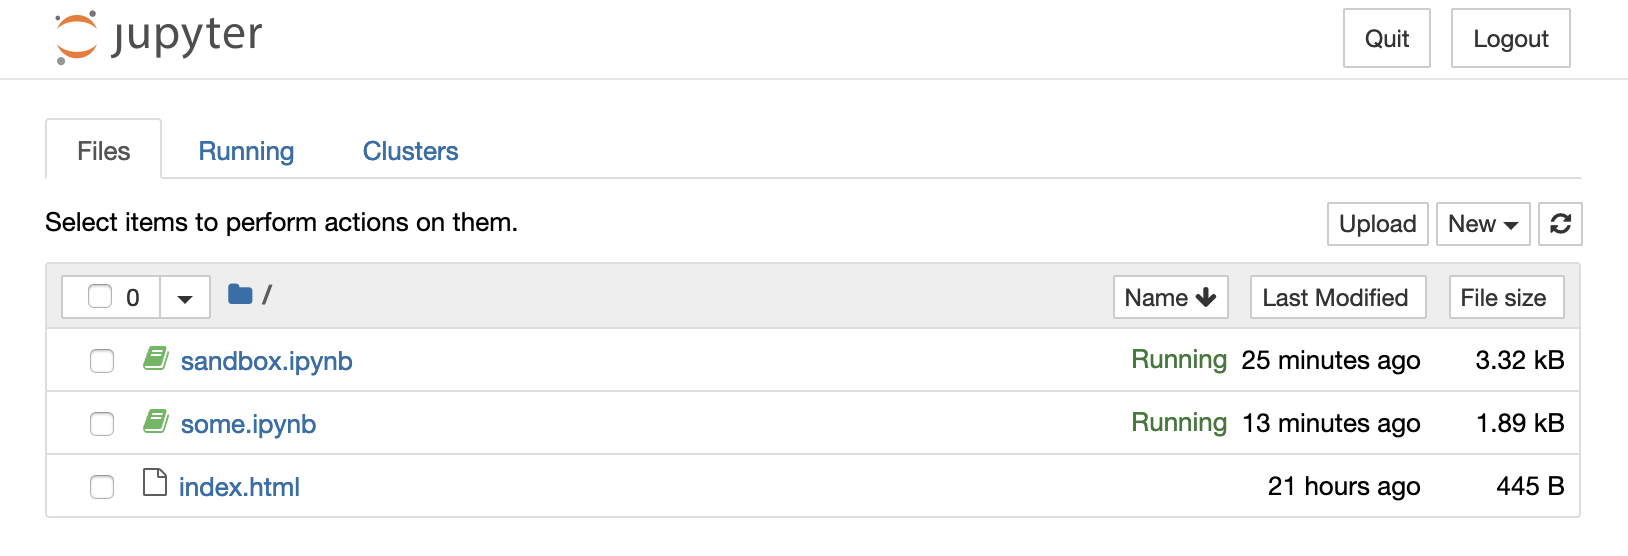 jupyter
Quit Logout
Files Running Clusters
Select items to perform actions on them.
Upload New
0 / Name Last Modified File size
sandbox.ipynb Running 25 minutes ago 3.32 kB
some.ipynb Running 13 minutes ago 1.89 kB
index.html 21 hours ago 445 B